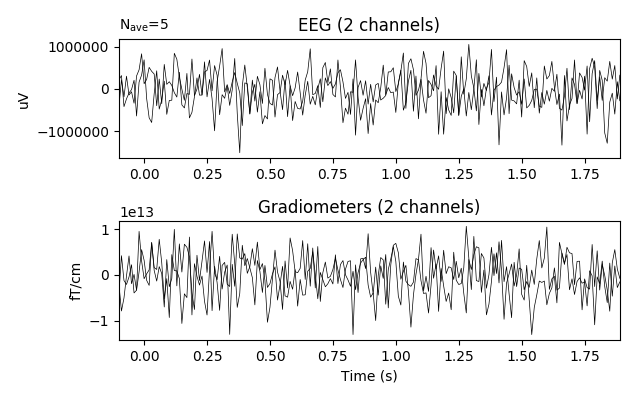 N_ave=5
EEG (2 channels)
1000000
0
−1000000
uV
0.00 0.25 0.50 0.75 1.00 1.25 1.50 1.75
1e13
Gradiometers (2 channels)
1
0
−1
fT/cm
0.00 0.25 0.50 0.75 1.00 1.25 1.50 1.75
Time (s)